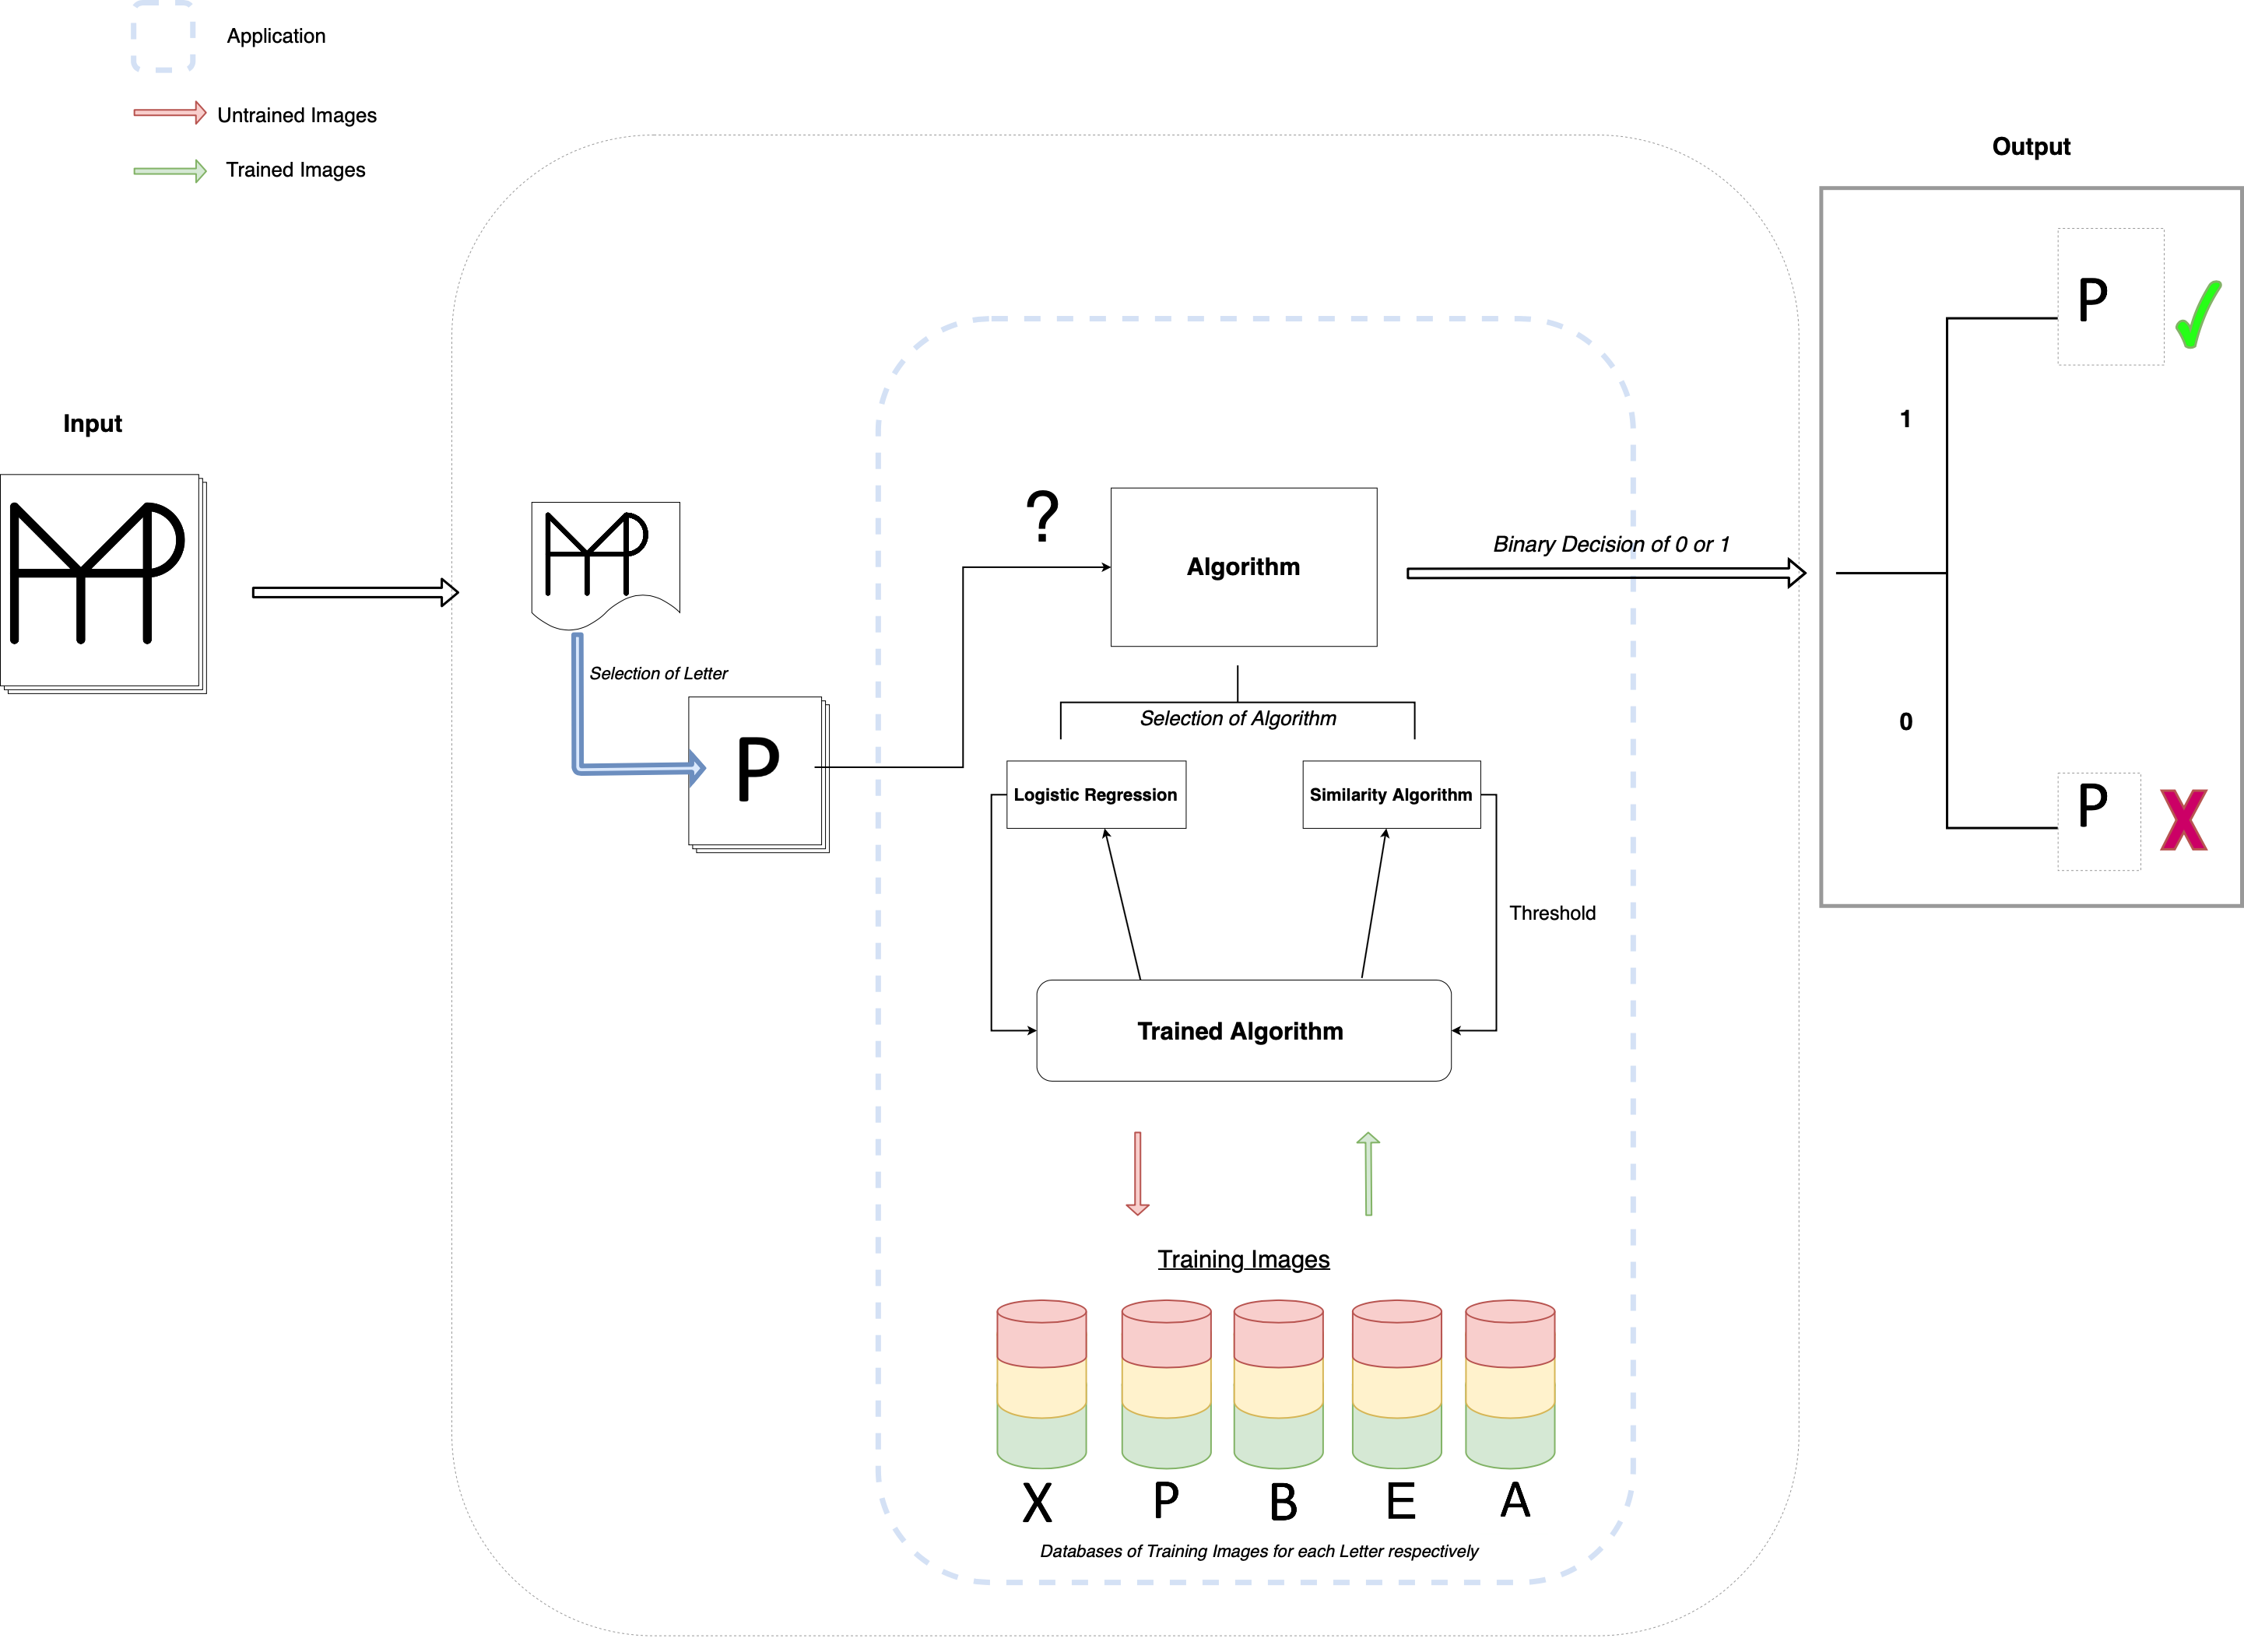 Application
Untrained Images
Trained Images
Output
P
1
Input
?
Algorithm
Binary Decision of 0 or 1
Selection of Letter
P
Selection of Algorithm
0
P
X
Logistic Regression
Similarity Algorithm
Threshold
Trained Algorithm
Training Images
X P B E A
Databases of Training Images for each Letter respectively